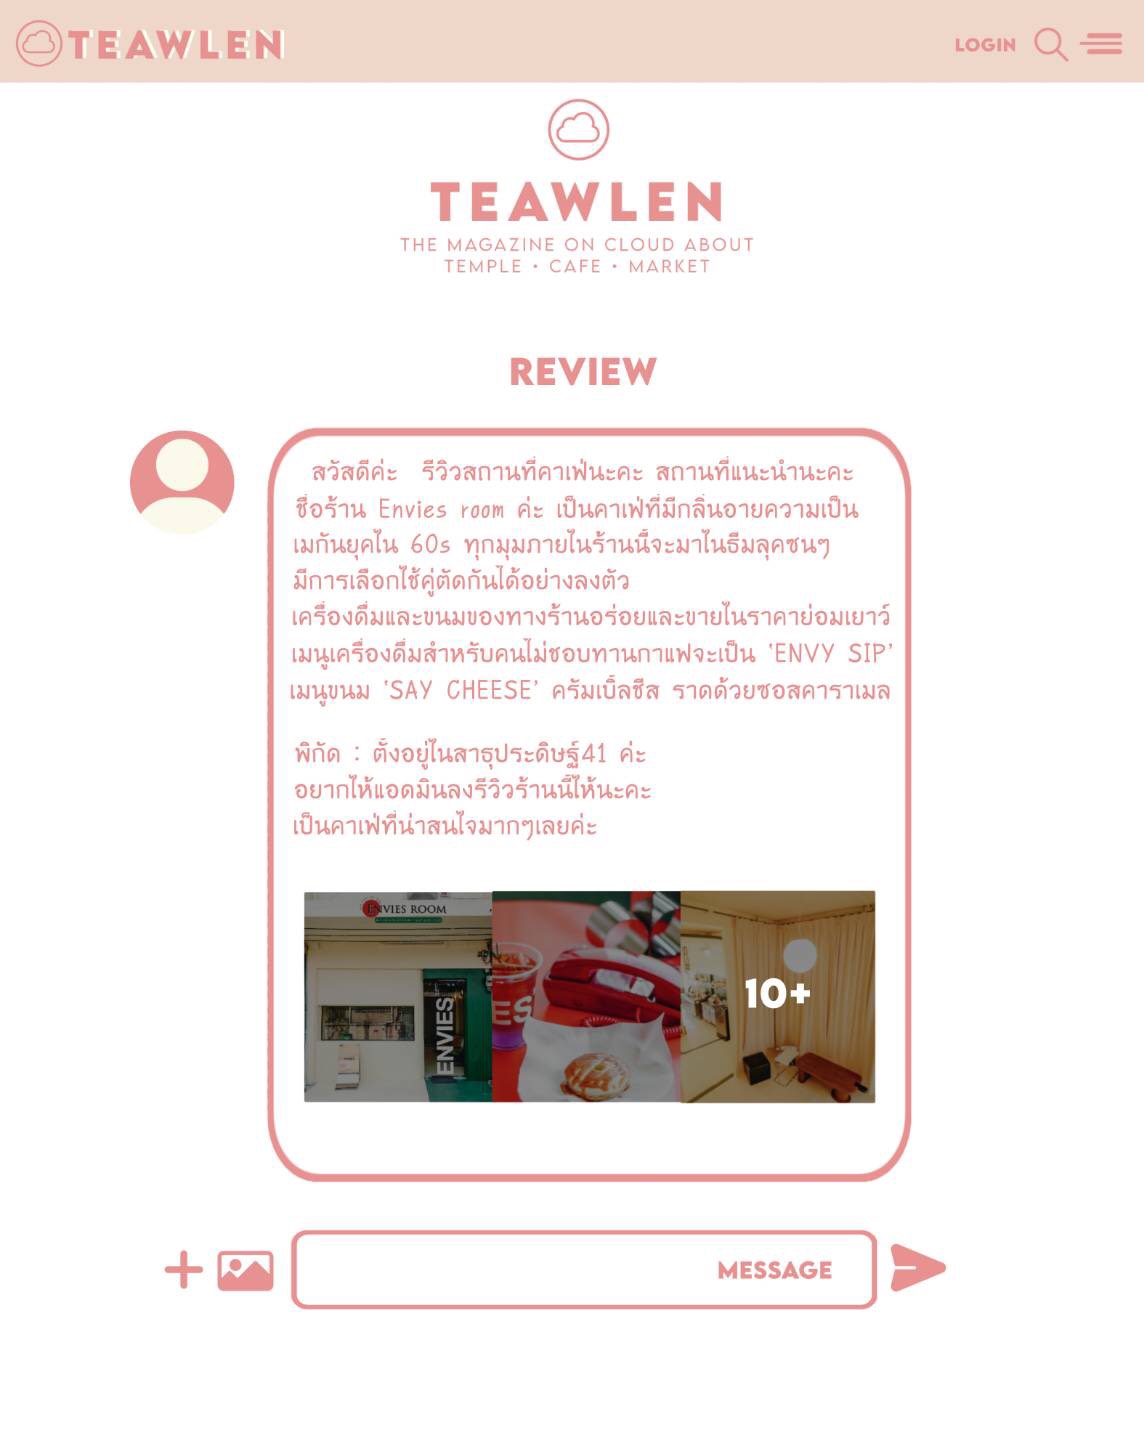 TEAWLEN
LOGIN
TEAWLEN
THE MAGAZINE ON CLOUD ABOUT
TEMPLE • CAFE • MARKET
REVIEW
สวัสดีค่ะ รีวิวสถานที่คาเฟ่นะคะ สถานที่แนะนำนะคะ
ชื่อร้าน Envies room ค่ะ เป็นคาเฟ่ที่มีกลิ่นอายความเป็น
เมกันยุคใน 60s ทุกมุมภายในร้านนี้จะมาในธีมลุคซนๆ
มีการเลือกใช้คู่ตัดกันได้อย่างลงตัว
เครื่องดื่มและขนมของทางร้านอร่อยและขายในราคาย่อมเยาว์
เมนูเครื่องดื่มสำหรับคนไม่ชอบทานกาแฟจะเป็น 'ENVY SIP'
เมนูขนม 'SAY CHEESE' ครัมเบิ้ลชีส ราดด้วยซอสคาราเมล
พิกัด : ตั้งอยู่ในสาธุประดิษฐ์41 ค่ะ
อยากให้แอดมินลงรีวิวร้านนี้ให้นะคะ
เป็นคาเฟ่ที่น่าสนใจมากๆเลยค่ะ
ENVIES ROOM
ENVIES
ES
10+
MESSAGE